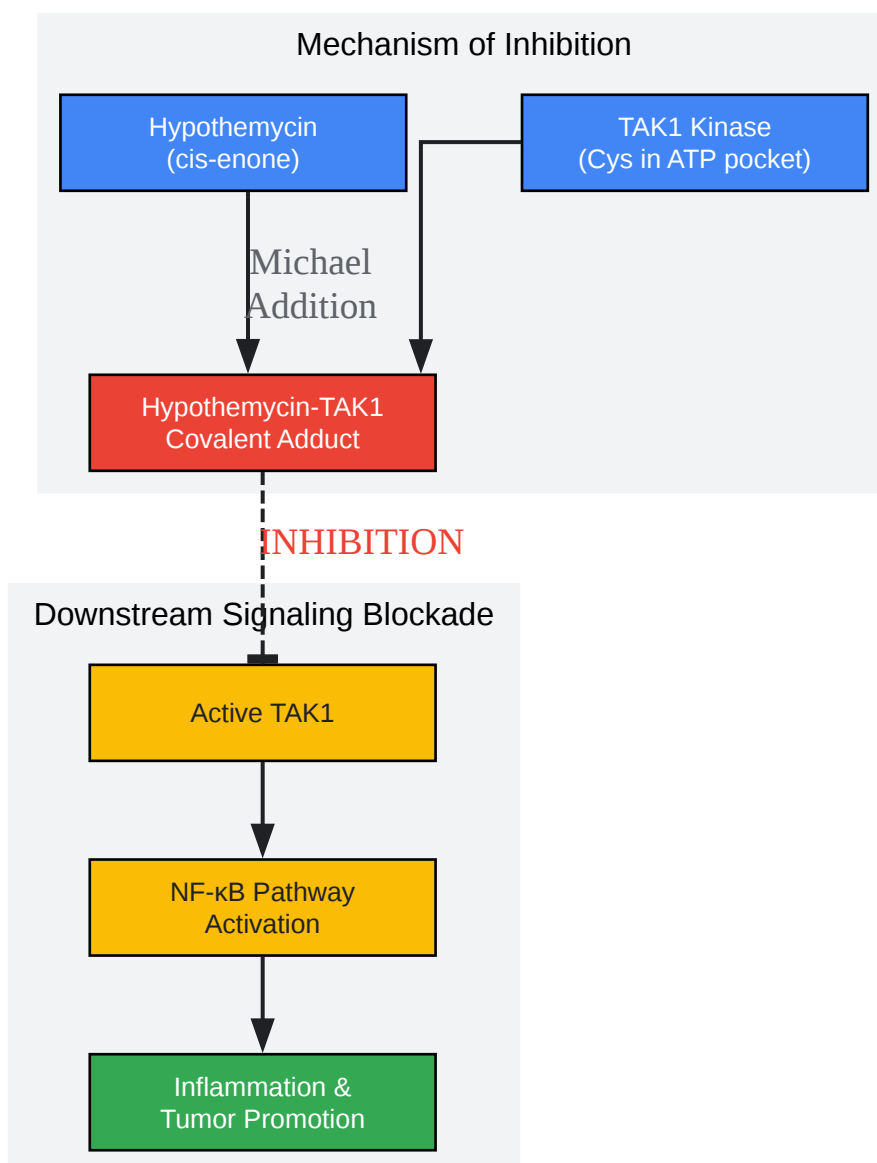 Mechanism of Inhibition
Hypothemycin
(cis-enone)
TAK1 Kinase
(Cys in ATP pocket)
Michael
Addition
Hypothemycin-TAK1
Covalent Adduct
INHIBITION
Downstream Signaling Blockade
Active TAK1
NF-κB Pathway
Activation
Inflammation &
Tumor Promotion